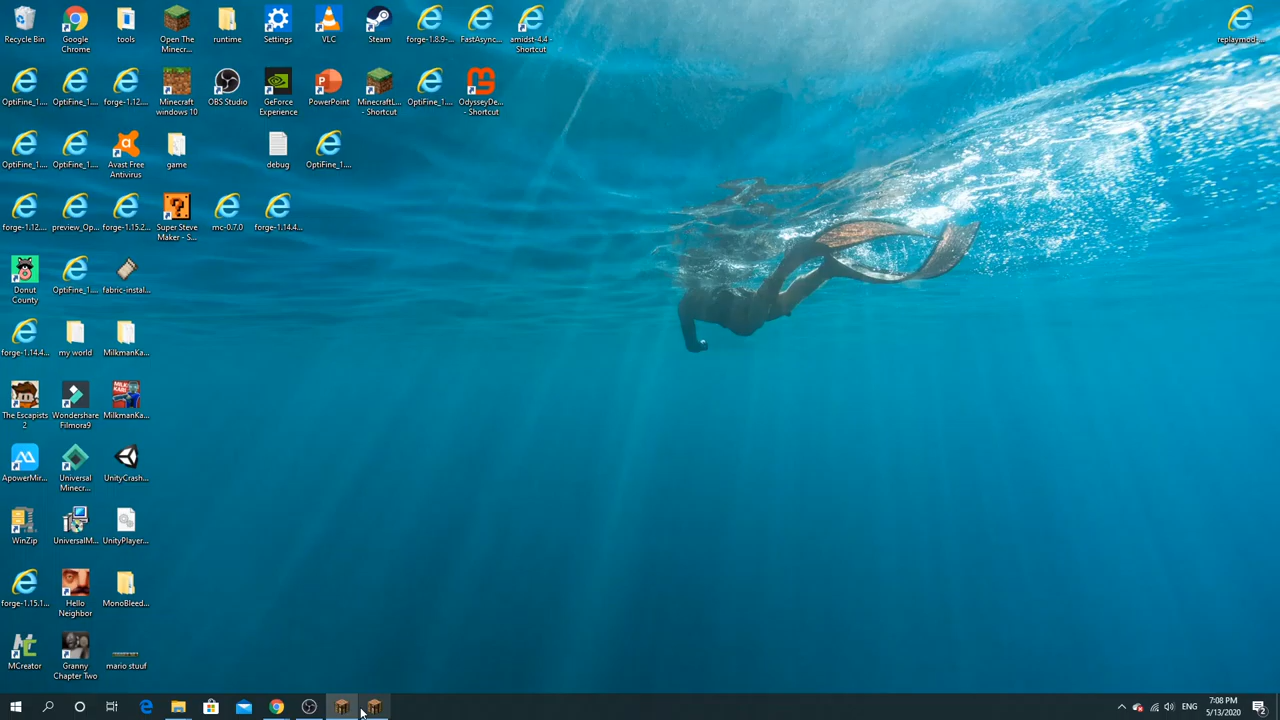 Recycle Bin
Google
Chrome
tools
Open The
Minecr...
runtime
Settings
VLC
Steam
forge-1.8.9-...
FastAsync...
amidst-4.4 -
Shortcut
replaymod-...
OptiFine_1....
OptiFine_1....
forge-1.12....
Minecraft
windows 10
OBS Studio
GeForce
Experience
PowerPoint
MinecraftL...
- Shortcut
OptiFine_1....
OdysseyDe...
- Shortcut
OptiFine_1....
OptiFine_1....
Avast Free
Antivirus
game
debug
OptiFine_1....
forge-1.12....
preview_Op...
forge-1.15.2...
Super Steve
Maker - S...
mc-0.7.0
forge-1.14.4...
Donut
County
OptiFine_1....
fabric-instal...
forge-1.14.4...
my world
MilkmanKa...
The Escapists
2
Wondershare
Filmora9
MILK
KARL
MilkmanKa...
ApowerMir...
Universal
Minecr...
UnityCrash...
WinZip
UniversalM...
UnityPlayer...
forge-1.15.1...
Hello
Neighbor
MonoBleed...
MCreator
Granny
Chapter Two
mario stuuf
ENG
7:08 PM
5/13/2020
2